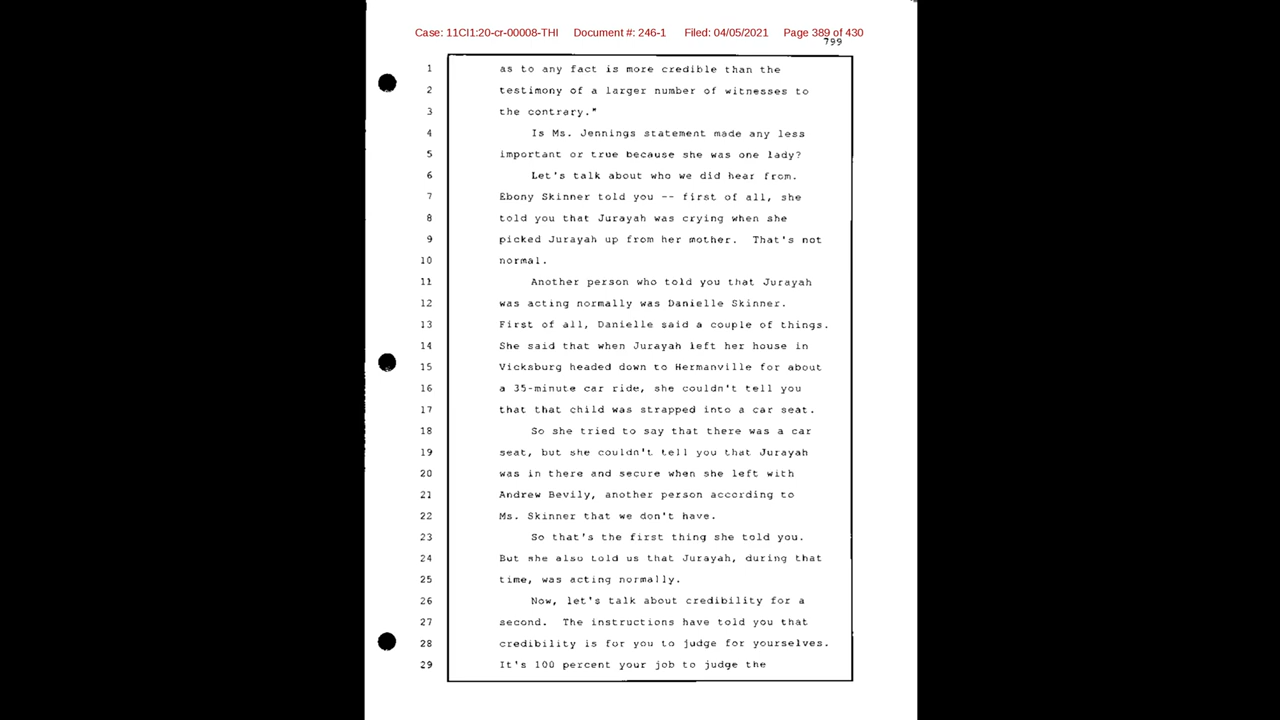 Case: 11CI1:20-cr-00008-THI Document #: 246-1 Filed: 04/05/2021 Page 389 of 430
799
1 as to any fact is more credible than the
2 testimony of a larger number of witnesses to
3 the contrary."
4 Is Ms. Jennings statement made any less
5 important or true because she was one lady?
6 Let's talk about who we did hear from.
7 Ebony Skinner told you -- first of all, she
8 told you that Jurayah was crying when she
9 picked Jurayah up from her mother. That's not
10 normal.
11 Another person who told you that Jurayah
12 was acting normally was Danielle Skinner.
13 First of all, Danielle said a couple of things.
14 She said that when Jurayah left her house in
15 Vicksburg headed down to Hermanville for about
16 a 35-minute car ride, she couldn't tell you
17 that that child was strapped into a car seat.
18 So she tried to say that there was a car
19 seat, but she couldn't tell you that Jurayah
20 was in there and secure when she left with
21 Andrew Bevily, another person according to
22 Ms. Skinner that we don't have.
23 So that's the first thing she told you.
24 But she also told us that Jurayah, during that
25 time, was acting normally.
26 Now, let's talk about credibility for a
27 second. The instructions have told you that
28 credibility is for you to judge for yourselves.
29 It's 100 percent your job to judge the